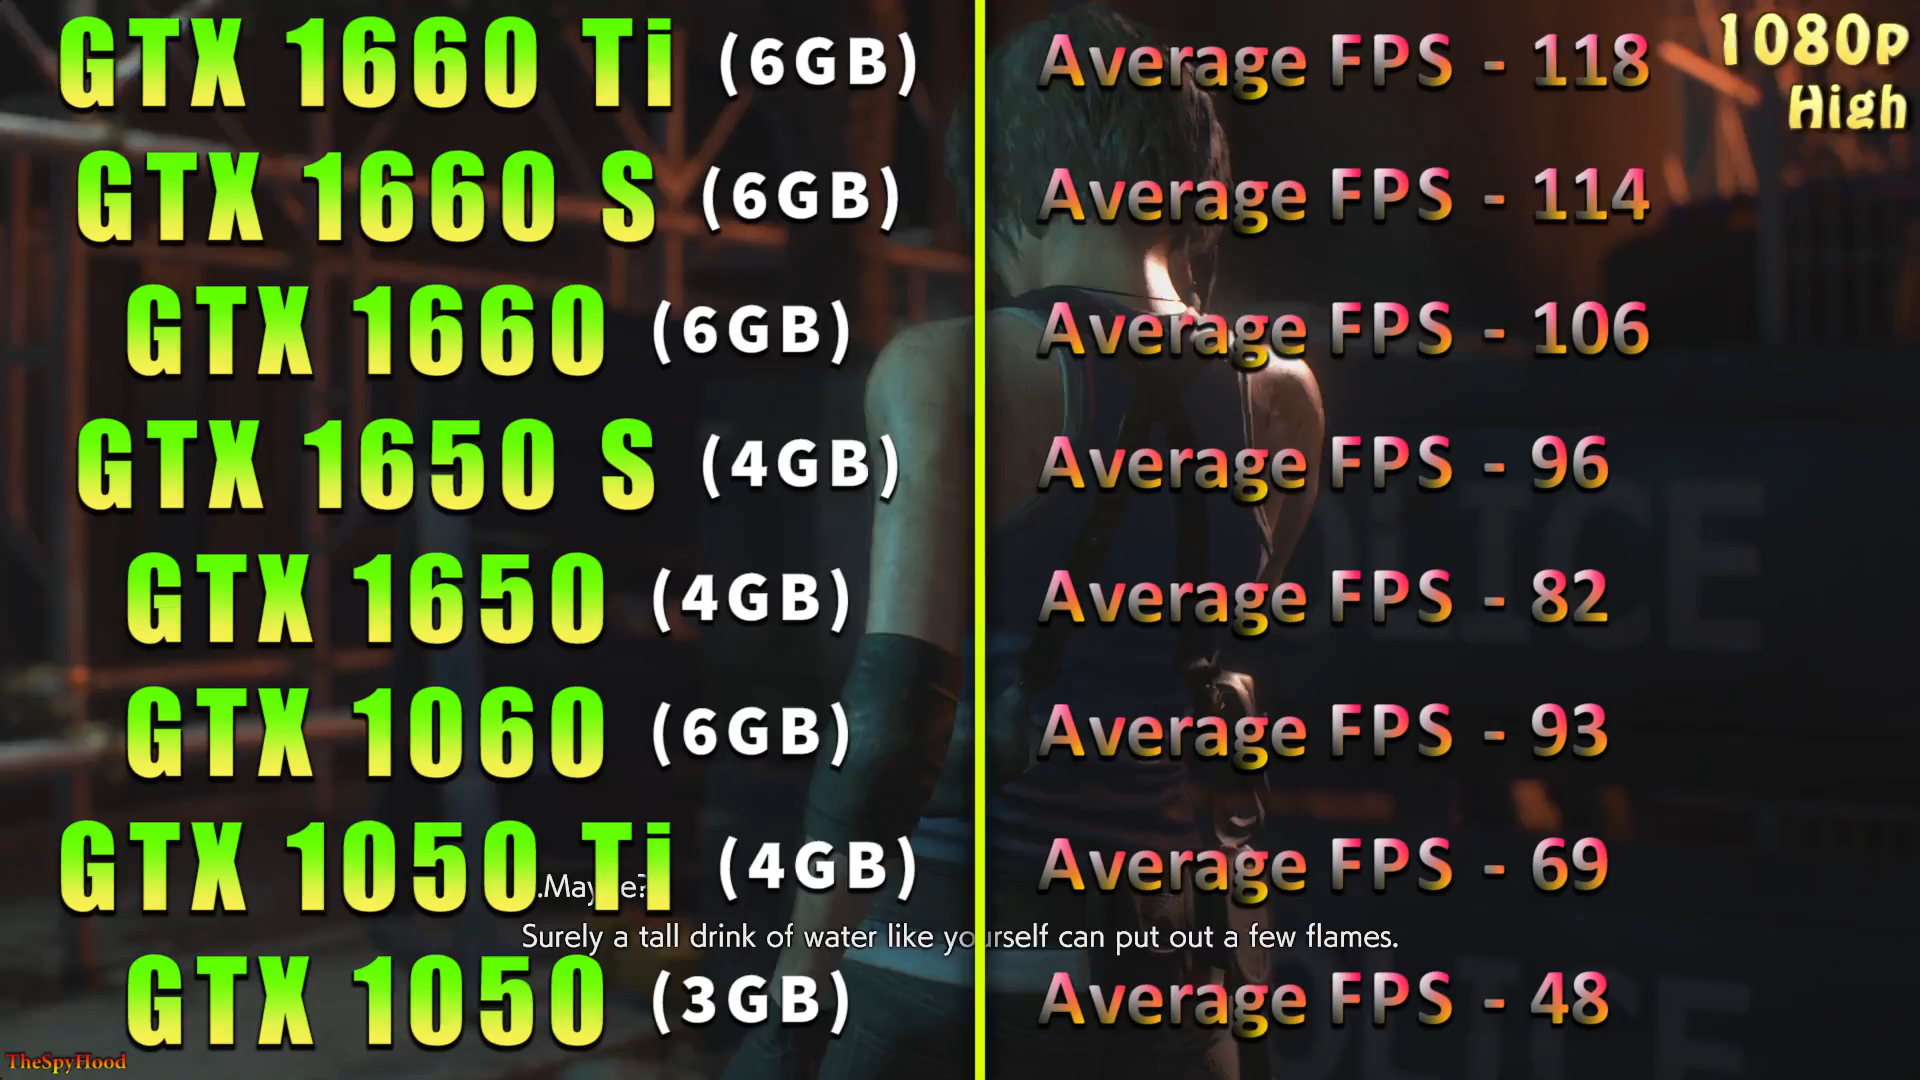 GTX 1660 Ti (6GB) Average FPS - 118
1080p
High
GTX 1660 S (6GB) Average FPS - 114
GTX 1660 (6GB) Average FPS - 106
GTX 1650 S (4GB) Average FPS - 96
GTX 1650 (4GB) Average FPS - 82
GTX 1060 (6GB) Average FPS - 93
GTX 1050 Ti (4GB) Average FPS - 69
Surely a tall drink of water like yourself can put out a few flames.
GTX 1050 (3GB) Average FPS - 48
TheSpyHood